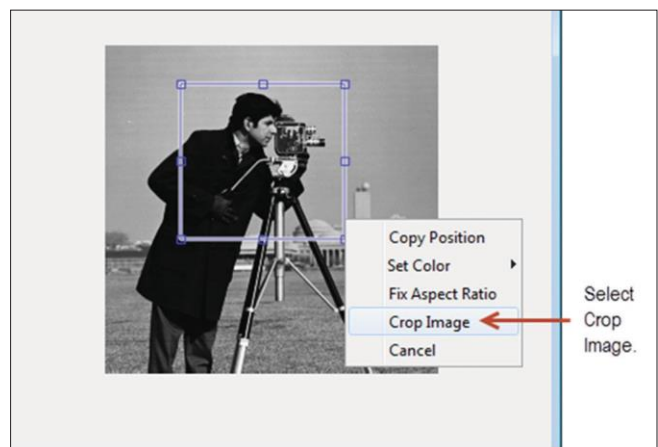 Copy Position
Set Color
Fix Aspect Ratio
Crop Image
Cancel
Select
Crop
Image.